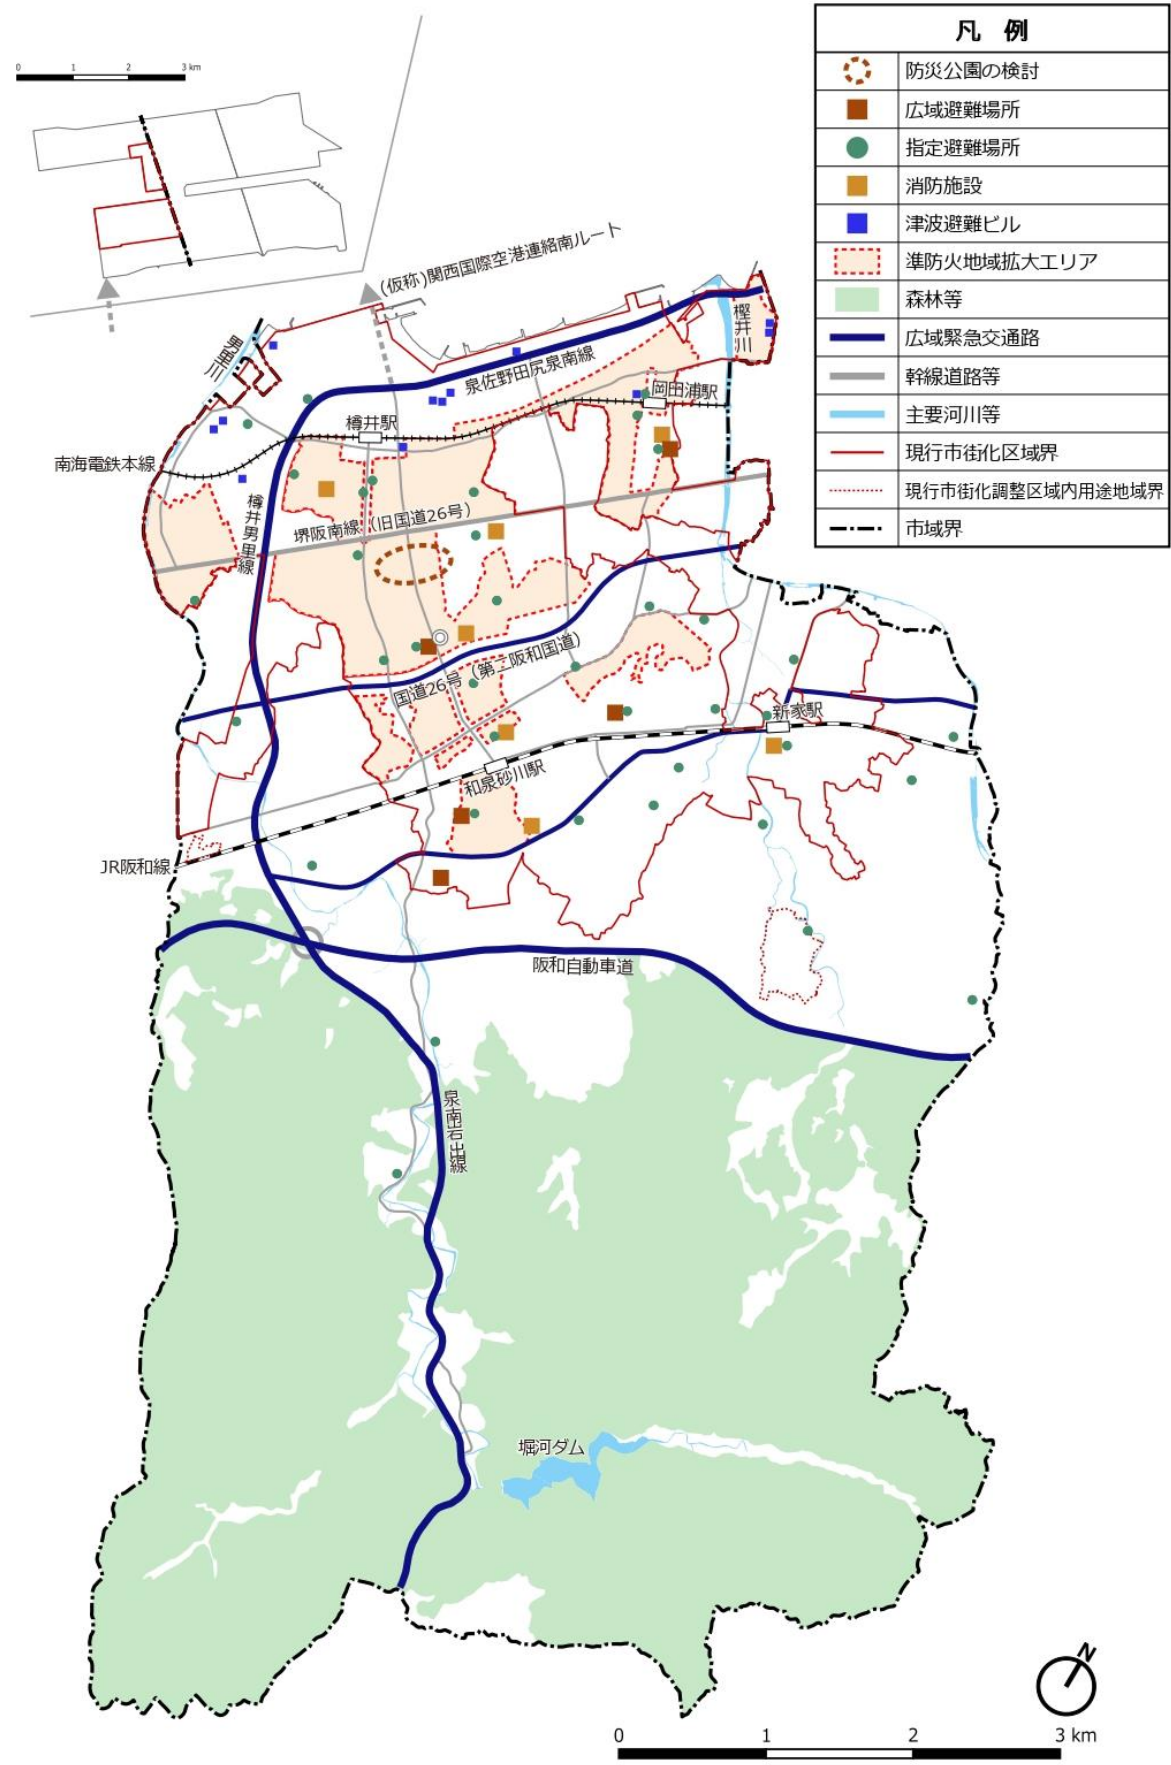 凡 例
防災公園の検討
広域避難場所
指定避難場所
消防施設
津波避難ビル
準防火地域拡大エリア
森林等
広域緊急交通路
幹線道路等
主要河川等
現行市街化区域界
現行市街化調整区域内用途地域界
市域界
0 1 2 3 km
(仮称)関西国際空港連絡南ルート
男里川
樫井川
泉佐野田尻泉南線
岡田浦駅
樽井駅
南海電鉄本線
樽井男里線
堺阪南線（旧国道26号）
国道26号（第二阪和国道）
新家駅
和泉砂川駅
JR阪和線
阪和自動車道
泉南岩出線
堀河ダム
N
0 1 2 3 km